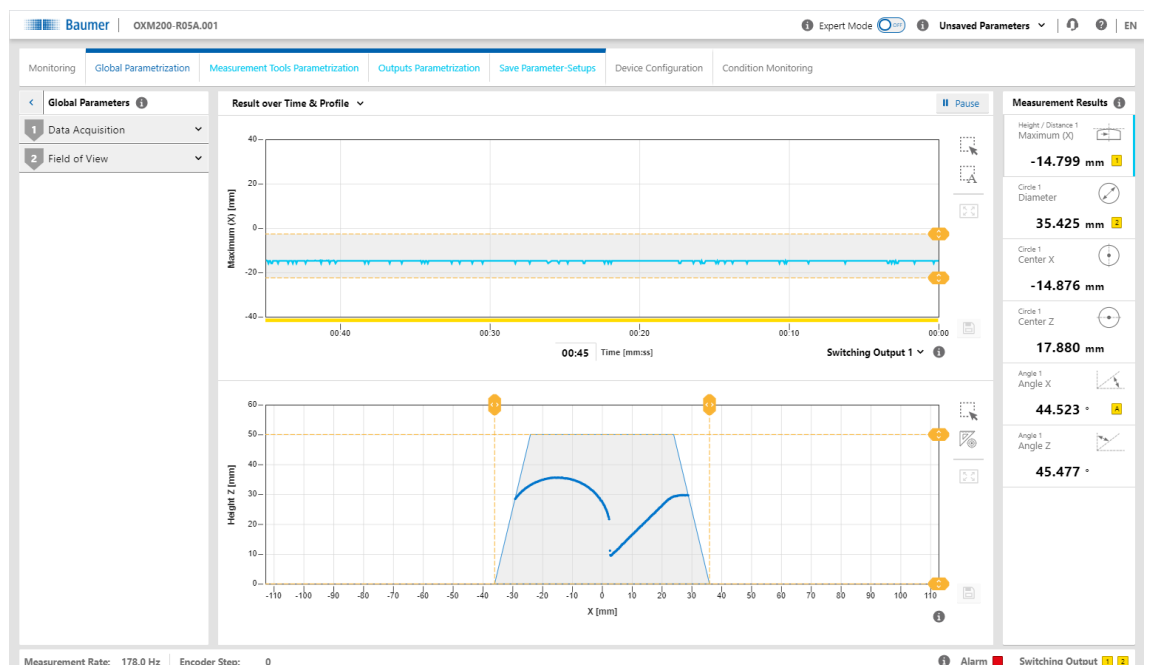 Baumer OXM200-R05A.001 Expert Mode OFF Unsaved Parameters EN
Monitoring Global Parametrization Measurement Tools Parametrization Outputs Parametrization Save Parameter-Setups Device Configuration Condition Monitoring
Global Parameters
1 Data Acquisition
2 Field of View
Result over Time & Profile
Pause
Maximum (X) [mm]
40
20
0
-20
-40
00:40 00:30 00:20 00:10 00:00
00:45 Time [mm:ss]
Switching Output 1
Height Z [mm]
60
50
40
30
20
10
0
-110 -100 -90 -80 -70 -60 -50 -40 -30 -20 -10 0 10 20 30 40 50 60 70 80 90 100 110
X [mm]
Measurement Results
Height / Distance 1
Maximum (X)
-14.799 mm 1
Circle 1
Diameter
35.425 mm 2
Circle 1
Center X
-14.876 mm
Circle 1
Center Z
17.880 mm
Angle 1
Angle X
44.523 ° A
Angle 1
Angle Z
45.477 °
Measurement Rate: 178.0 Hz Encoder Step: 0
Alarm Switching Output 1 2